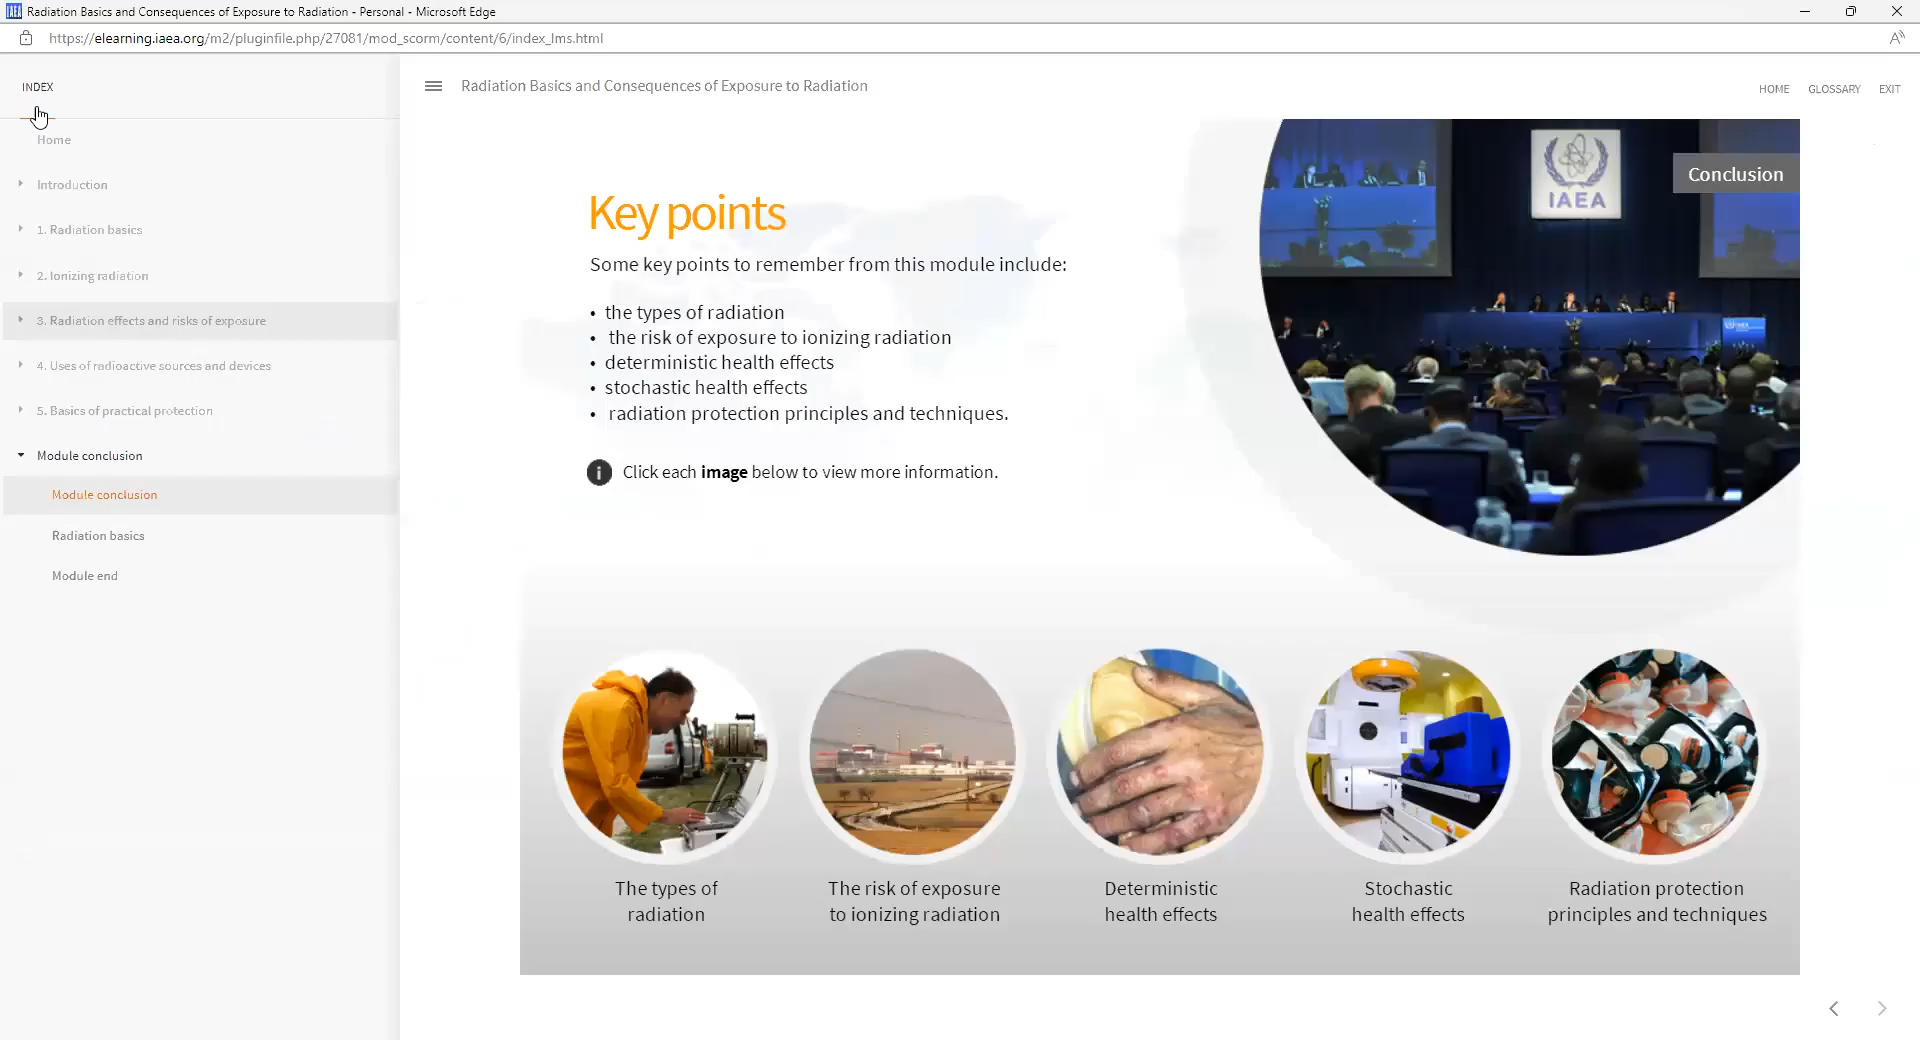 Radiation Basics and Consequences of Exposure to Radiation - Personal - Microsoft Edge
https://elearning.iaea.org/m2/pluginfile.php/27081/mod_scorm/content/6/index_lms.html
INDEX
Home
Introduction
1. Radiation basics
2. Ionizing radiation
3. Radiation effects and risks of exposure
4. Uses of radioactive sources and devices
5. Basics of practical protection
Module conclusion
Module conclusion
Radiation basics
Module end
Radiation Basics and Consequences of Exposure to Radiation
HOME GLOSSARY EXIT
Conclusion
IAEA
Key points
Some key points to remember from this module include:
• the types of radiation
• the risk of exposure to ionizing radiation
• deterministic health effects
• stochastic health effects
• radiation protection principles and techniques.
Click each image below to view more information.
The types of
radiation
The risk of exposure
to ionizing radiation
Deterministic
health effects
Stochastic
health effects
Radiation protection
principles and techniques